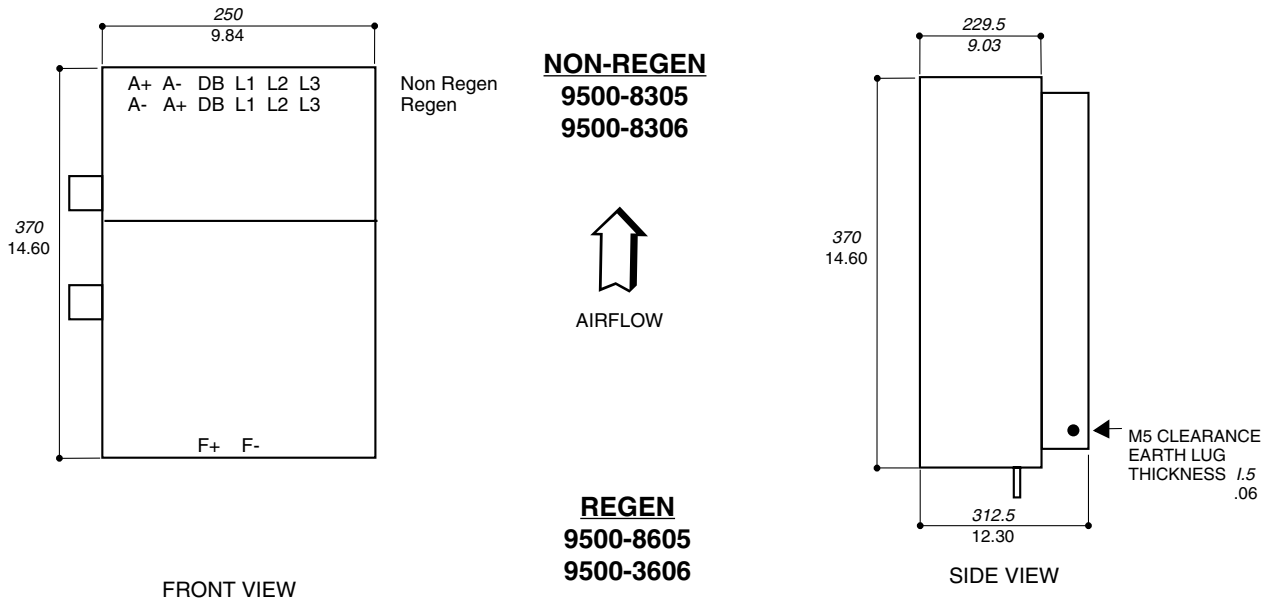 250
9.84
A+ A- DB L1 L2 L3 Non Regen
A- A+ DB L1 L2 L3 Regen
370
14.60
F+ F-
FRONT VIEW
NON-REGEN
9500-8305
9500-8306
AIRFLOW
REGEN
9500-8605
9500-3606
229.5
9.03
370
14.60
M5 CLEARANCE
EARTH LUG
THICKNESS 1.5
.06
312.5
12.30
SIDE VIEW